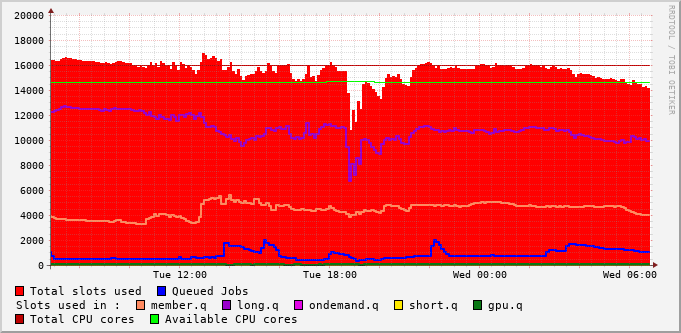 20000
18000
16000
14000
12000
10000
8000
6000
4000
2000
0
Tue 12:00 Tue 18:00 Wed 00:00 Wed 06:00
RRDTOOL / TOBI OETIKER
Total slots used Queued Jobs
Slots used in : member.q long.q ondemand.q short.q gpu.q
Total CPU cores Available CPU cores